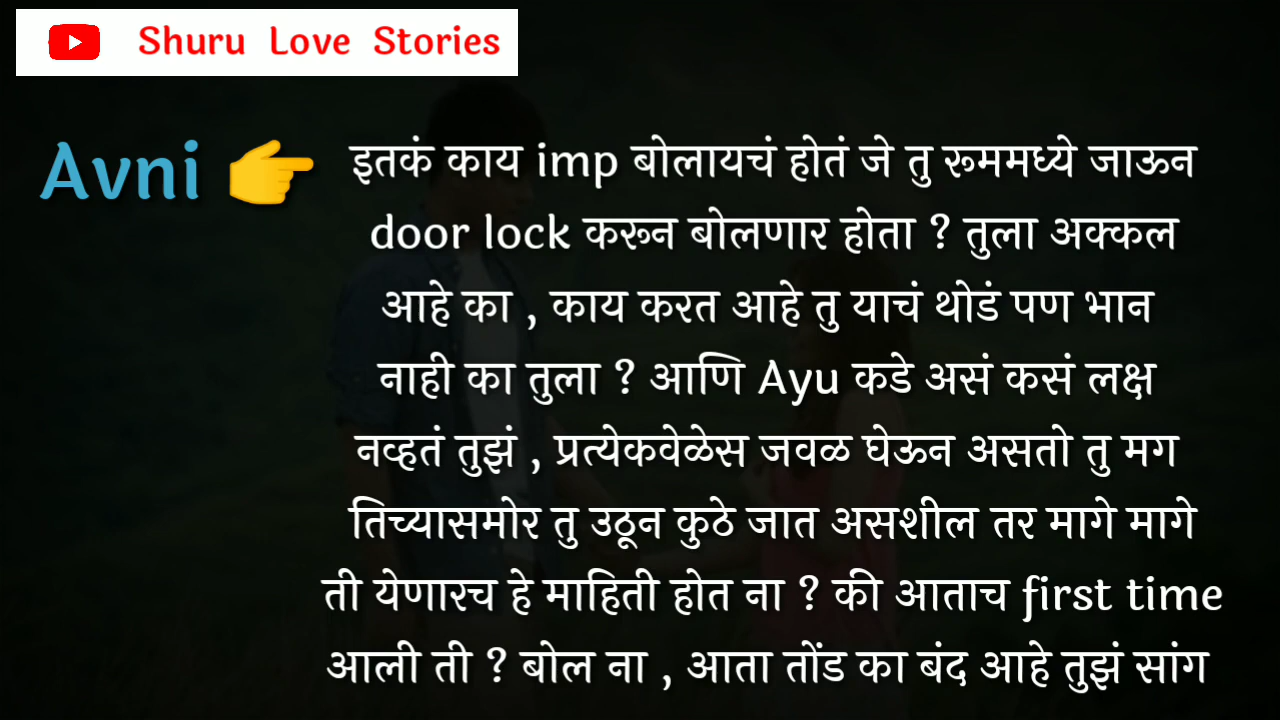 Shuru Love Stories
Avni 👉 इतकं काय imp बोलायचं होतं जे तु रूममध्ये जाऊन
door lock करून बोलणार होता ? तुला अक्कल
आहे का , काय करत आहे तु याचं थोडं पण भान
नाही का तुला ? आणि Ayu कडे असं कसं लक्ष
नव्हतं तुझं , प्रत्येकवेळेस जवळ घेऊन असतो तु मग
तिच्यासमोर तु उठून कुठे जात असशील तर मागे मागे
ती येणारच हे माहिती होत ना ? की आताच first time
आली ती ? बोल ना , आता तोंड का बंद आहे तुझं सांग